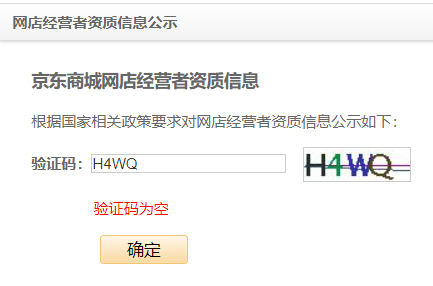 网店经营者资质信息公示
京东商城网店经营者资质信息
根据国家相关政策要求对网店经营者资质信息公示如下：
验证码：H4WQ H4WQ
验证码为空
确定